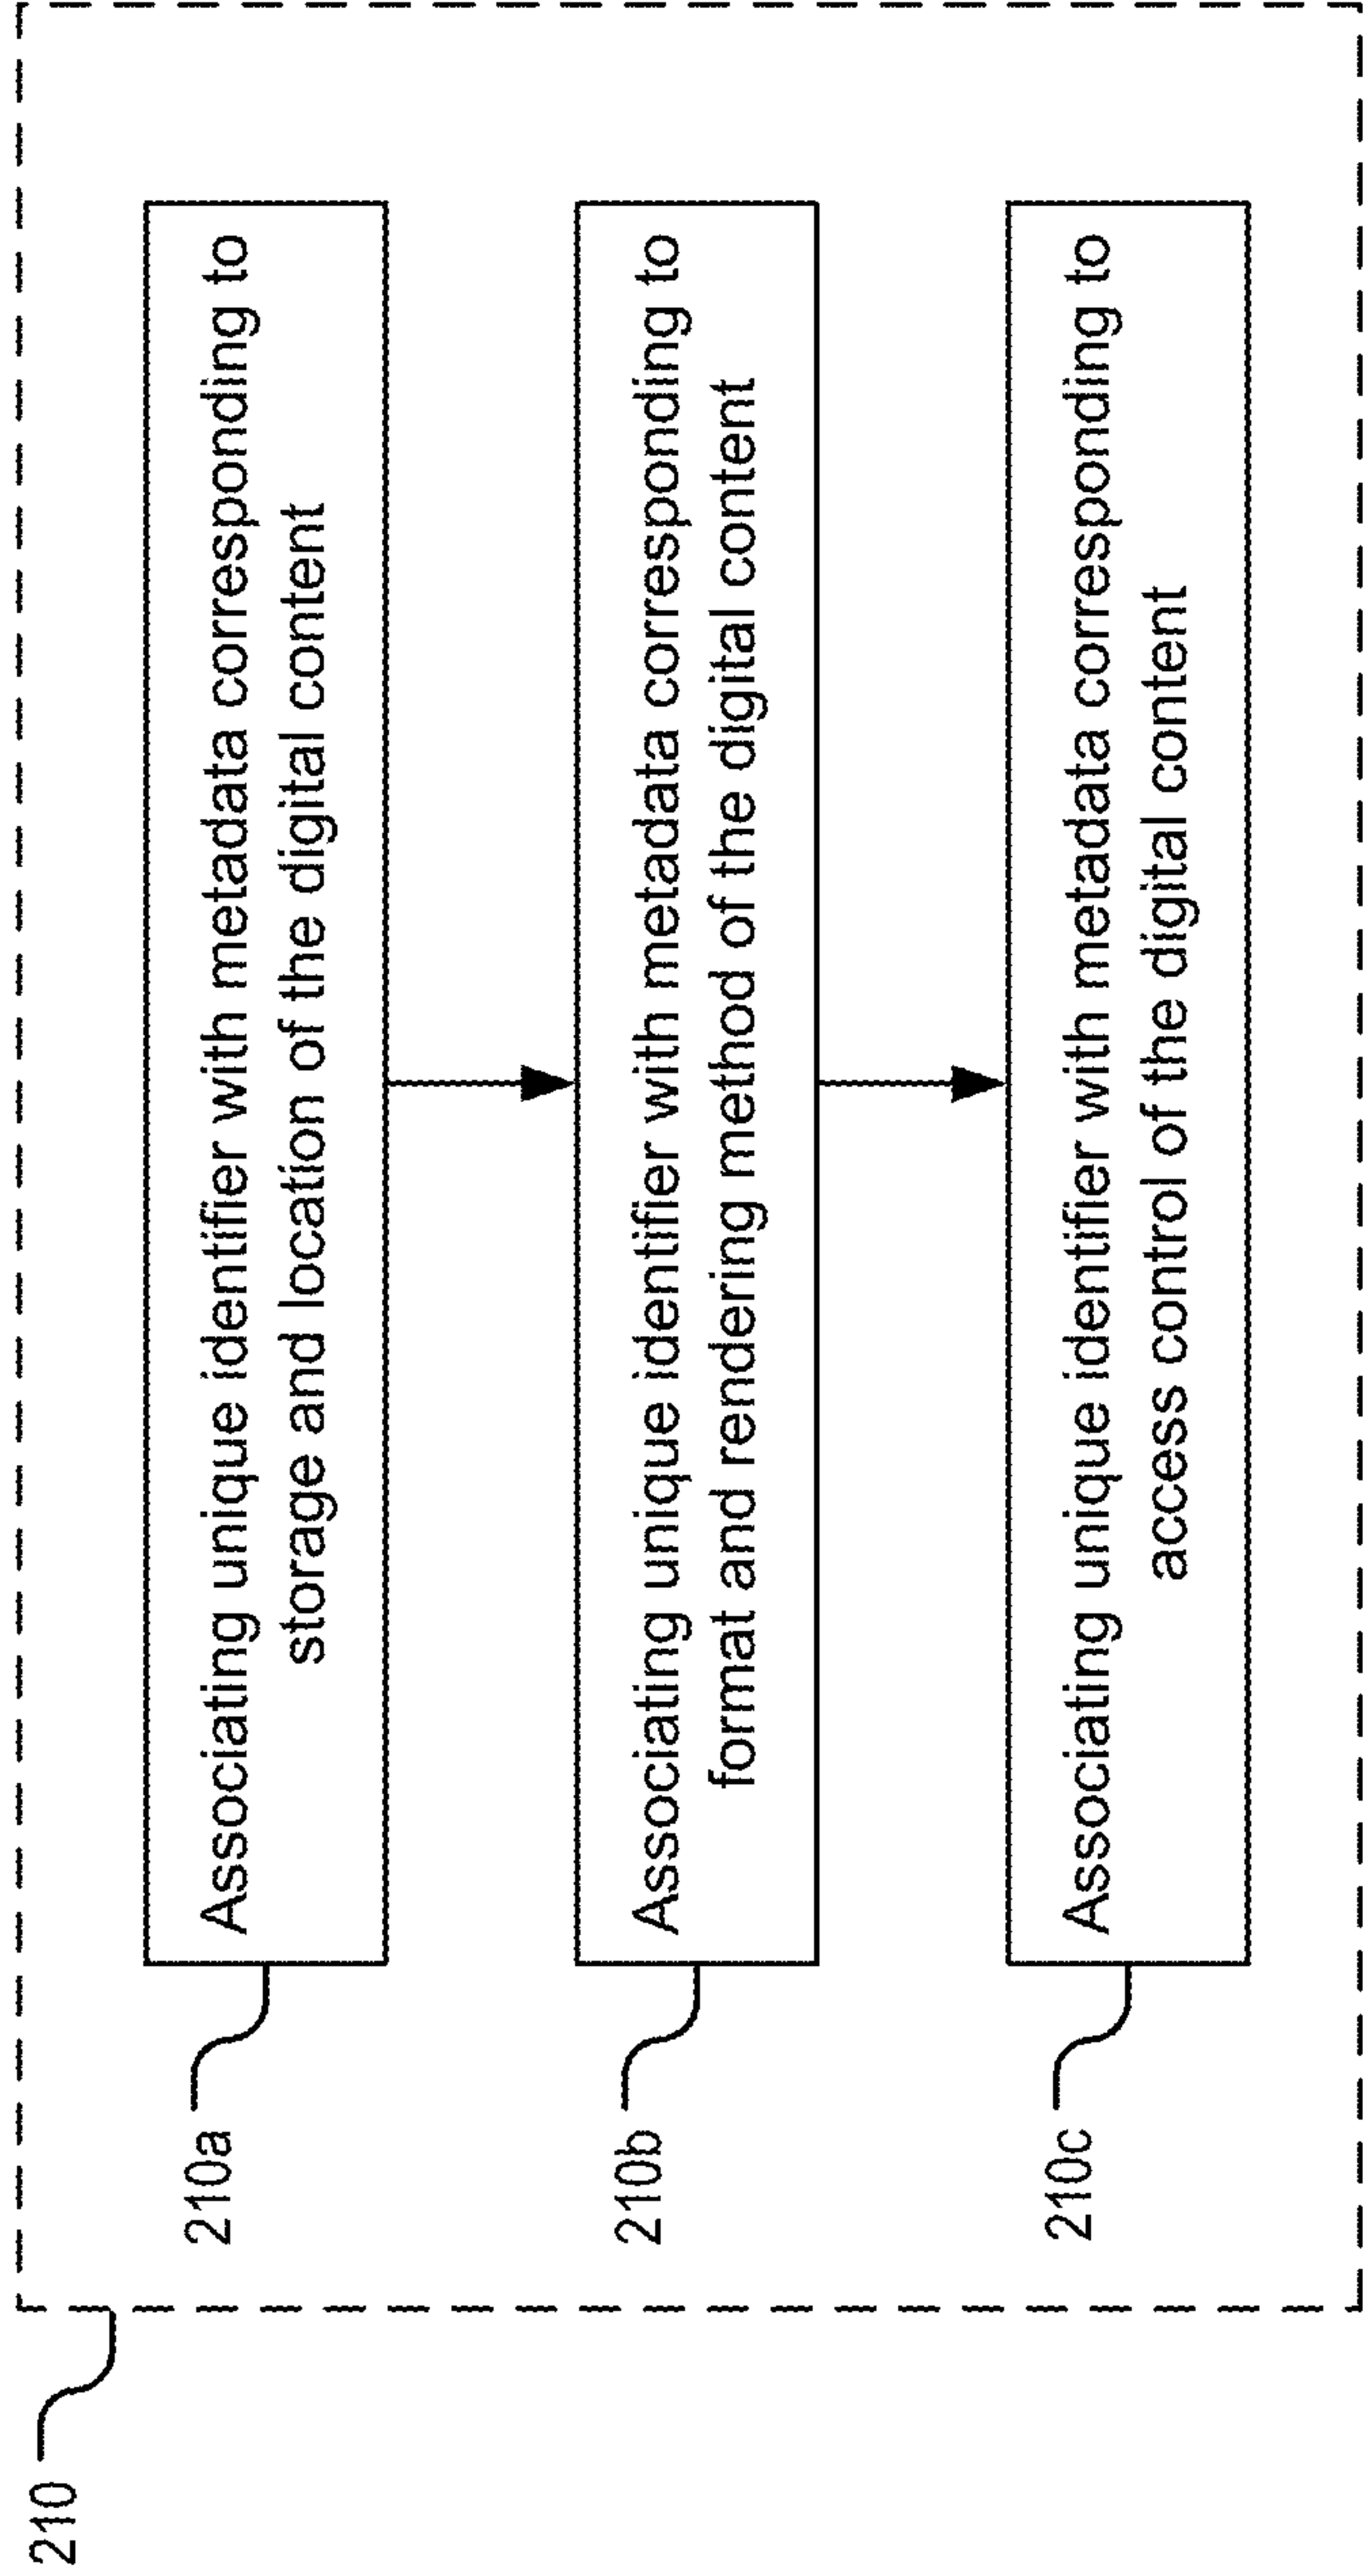 210
210a
Associating unique identifier with metadata corresponding to
storage and location of the digital content
210b
Associating unique identifier with metadata corresponding to
format and rendering method of the digital content
210c
Associating unique identifier with metadata corresponding to
access control of the digital content